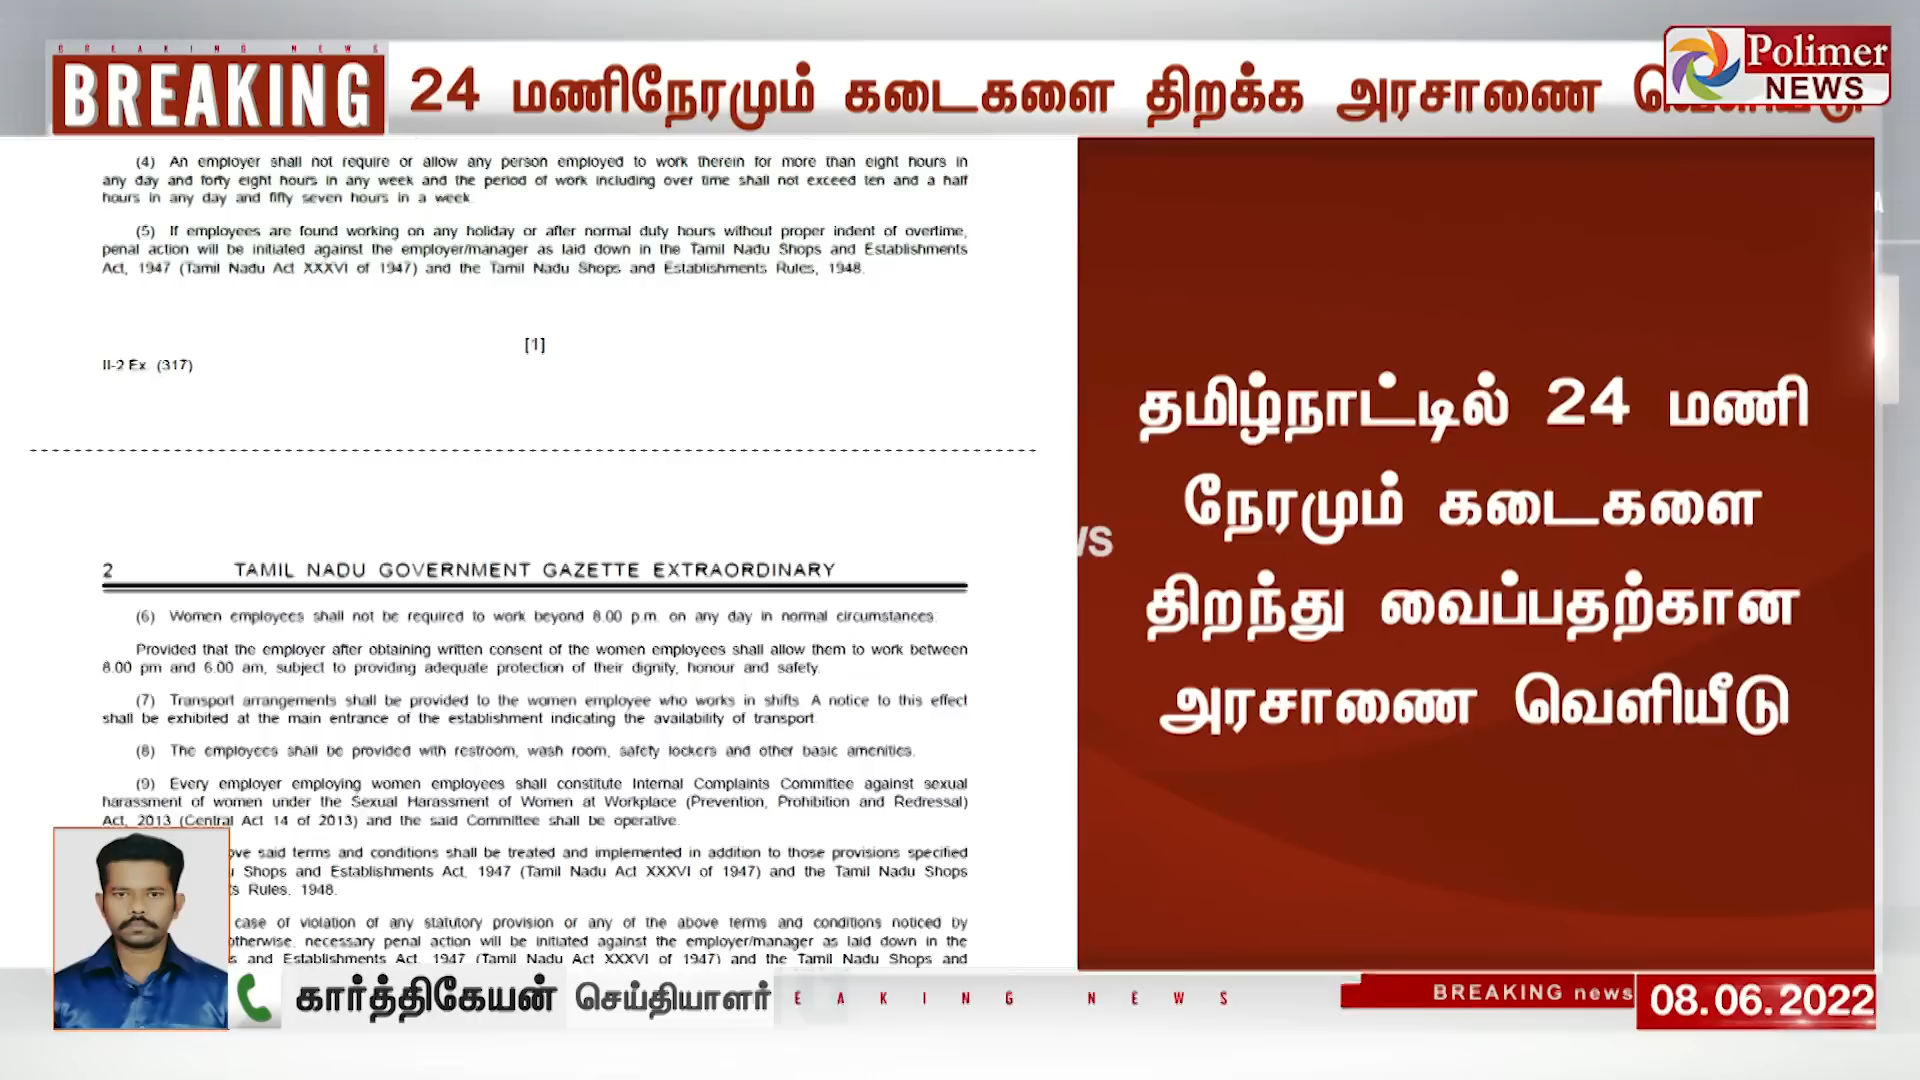 BREAKING NEWS
BREAKING
24 மணிநேரமும் கடைகளை திறக்க அரசாணை
Polimer
NEWS
(4) An employer shall not require or allow any person employed to work therein for more than eight hours in
any day and forty eight hours in any week and the period of work including over time shall not exceed ten and a half
hours in any day and fifty seven hours in a week.
(5) If employees are found working on any holiday or after normal duty hours without proper indent of overtime,
penal action will be initiated against the employer/manager as laid down in the Tamil Nadu Shops and Establishments
Act, 1947 (Tamil Nadu Act XXXVI of 1947) and the Tamil Nadu Shops and Establishments Rules, 1948.
[1]
II-2 Ex. (317)
2 TAMIL NADU GOVERNMENT GAZETTE EXTRAORDINARY
(6) Women employees shall not be required to work beyond 8.00 p.m. on any day in normal circumstances:
Provided that the employer after obtaining written consent of the women employees shall allow them to work between
8.00 pm and 6.00 am, subject to providing adequate protection of their dignity, honour and safety.
(7) Transport arrangements shall be provided to the women employee who works in shifts. A notice to this effect
shall be exhibited at the main entrance of the establishment indicating the availability of transport
(8) The employees shall be provided with restroom, wash room, safety lockers and other basic amenities.
(9) Every employer employing women employees shall constitute Internal Complaints Committee against sexual
harassment of women under the Sexual Harassment of Women at Workplace (Prevention, Prohibition and Redressal)
Act, 2013 (Central Act 14 of 2013) and the said Committee shall be operative.
said terms and conditions shall be treated and implemented in addition to those provisions specified
Shops and Establishments Act, 1947 (Tamil Nadu Act XXXVI of 1947) and the Tamil Nadu Shops
Rules, 1948.
case of violation of any statutory provision or any of the above terms and conditions noticed by
otherwise, necessary penal action will be initiated against the employer/manager as laid down in the
and Establishments Act, 1947 (Tamil Nadu Act XXXVI of 1947) and the Tamil Nadu Shops and
தமிழ்நாட்டில் 24 மணி
நேரமும் கடைகளை
திறந்து வைப்பதற்கான
அரசாணை வெளியீடு
கார்த்திகேயன் செய்தியாளர்
EAKING NEWS
BREAKING news
08.06.2022